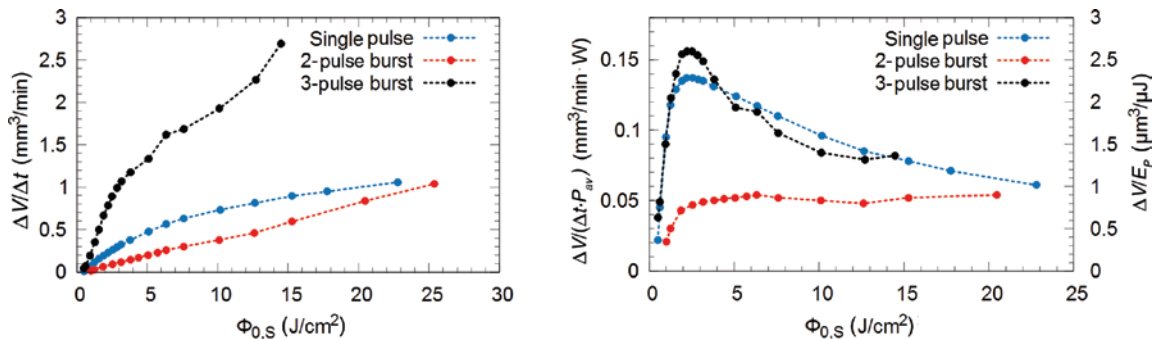 3
2.5
2
1.5
1
0.5
0
0
5
10
15
20
25
30
ΔV/Δt (mm³/min)
Φ0,S (J/cm²)
Single pulse
2-pulse burst
3-pulse burst
0.15
0.1
0.05
0
0
5
10
15
20
25
ΔV/(Δt·Pav) (mm³/min·W)
Φ0,S (J/cm²)
Single pulse
2-pulse burst
3-pulse burst
3
2.5
2
1.5
1
0.5
0
ΔV/EP (μm³/μJ)